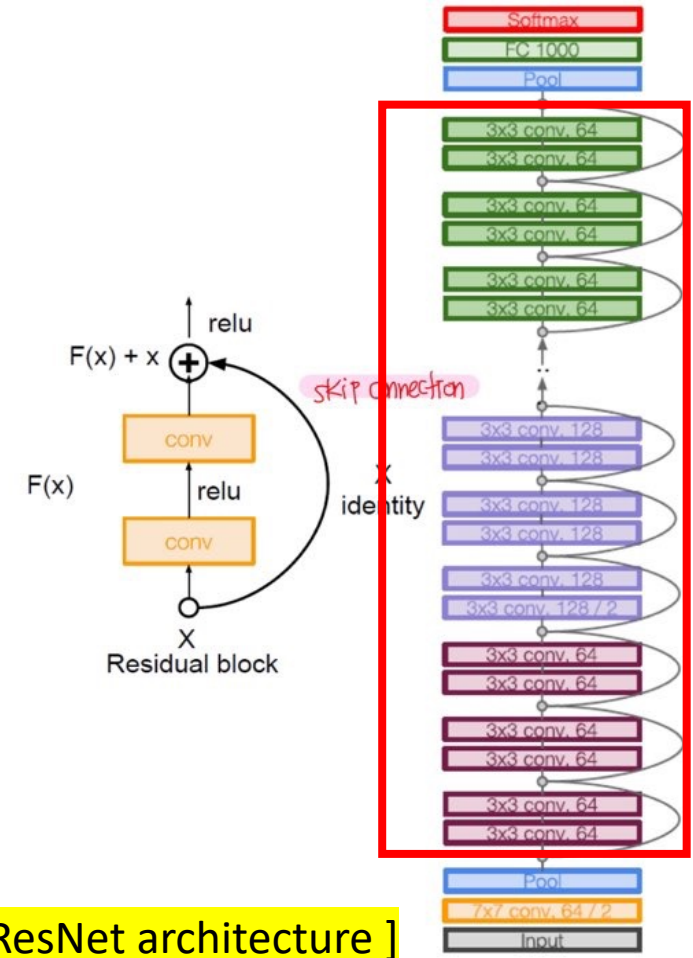 relu
F(x) + x
conv
F(x)
relu
conv
X
identity
X
Residual block
skip connection
Softmax
FC 1000
Pool
3x3 conv, 64
3x3 conv, 64
3x3 conv, 64
3x3 conv, 64
3x3 conv, 64
3x3 conv, 64
..
3x3 conv, 128
3x3 conv, 128
3x3 conv, 128
3x3 conv, 128
3x3 conv, 128
3x3 conv, 128 / 2
3x3 conv, 64
3x3 conv, 64
3x3 conv, 64
3x3 conv, 64
3x3 conv, 64
3x3 conv, 64
Pool
7x7 conv, 64 / 2
Input
ResNet architecture ]